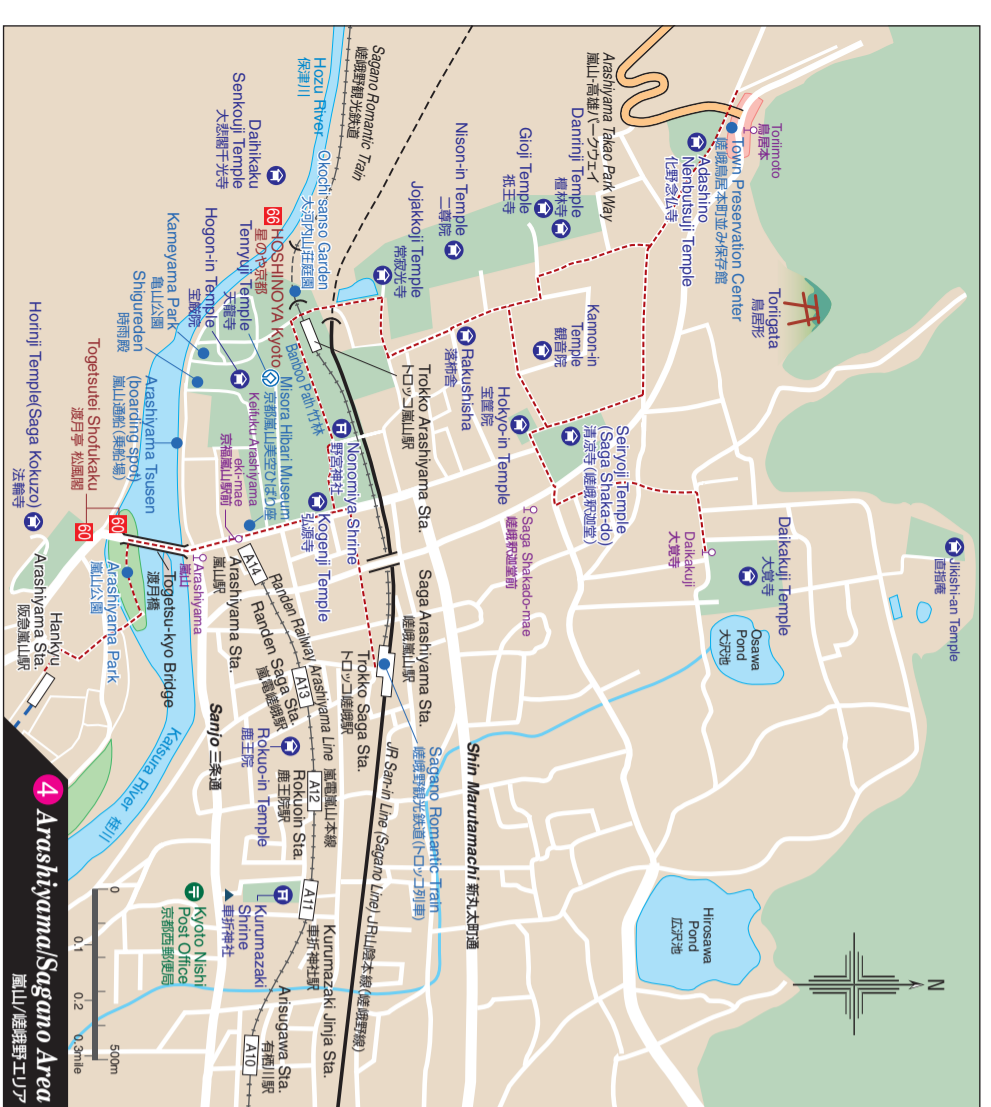 Toriimoto
鳥居本
Town Preservation Center
嵯峨鳥居本町並み保存館
Adashino
Nenbutsuji Temple
化野念仏寺
Toriigata
鳥居形
Arashiyama Takao Park Way
嵐山-高雄パークウェイ
Danrinji Temple
檀林寺
Gioji Temple
祇王寺
Nison-in Temple
二尊院
Jojakkoji Temple
常寂光寺
Kannon-in
Temple
観音院
Rakushisha
落柿舎
Hokyo-in Temple
宝筐院
Seiryoji Temple
(Saga Shaka-do)
清凉寺(嵯峨釈迦堂)
Saga Shakado-mae
嵯峨釈迦堂前
Daikakuji
大覚寺
Daikakuji Temple
大覚寺
Jikishi-an Temple
直指庵
Osawa
Pond
大沢池
Hirosawa
Pond
広沢池
N
Sagano Romantic Train
嵯峨野観光鉄道
Hozu River
保津川
Okochi'sanso Garden
大河内山荘庭園
Daihikaku
Senkouji Temple
大悲閣千光寺
66
HOSHINOYA Kyoto
星のや京都
Tenryuji Temple
天龍寺
Hogon-in Temple
宝厳院
Kameyama Park
亀山公園
Shigureden
時雨殿
Trokko Arashiyama Sta.
トロッコ嵐山駅
Bamboo Path 竹林
Nonomiya-Shrine
野宮神社
Misora Hibari Museum
京都嵐山美空ひばり座
Keifuku Arashiyama
eki-mae
京福嵐山駅前
Kogenji Temple
弘源寺
Arashiyama Tsusen
(boarding spot)
嵐山通船(乗船場)
Togetsutei Shofukaku
渡月亭 松風閣
60
60
Horinji Temple(Saga Kokuzo)
法輪寺
Togetsu-kyo Bridge
渡月橋
Arashiyama
嵐山
Arashiyama Park
嵐山公園
Hankyu
Arashiyama Sta.
阪急嵐山駅
Katsura River 桂川
Arashiyama Sta.
嵐山駅
A14
Randen Railway Arashiyama Line 嵐電嵐山本線
Randen Saga Sta.
嵐電嵯峨駅
A13
Saga Arashiyama Sta.
嵯峨嵐山駅
Trokko Saga Sta.
トロッコ嵯峨駅
Sagano Romantic Train
嵯峨野観光鉄道(トロッコ列車)
JR San-in Line (Sagano Line) JR山陰本線(嵯峨野線)
Shin Marutamachi 新丸太町通
Sanjo 三条通
Rokuo-in Temple
鹿王院
Rokuoin Sta.
鹿王院駅
A12
Kurumazaki Jinja Sta.
車折神社駅
A11
Kurumazaki
Shrine
車折神社
Arisugawa Sta.
有栖川駅
A10
Kyoto Nishi
Post Office
京都西郵便局
0 0.1 0.2 0.3mile
500m
4 Arashiyama/Sagano Area
嵐山/嵯峨野エリア